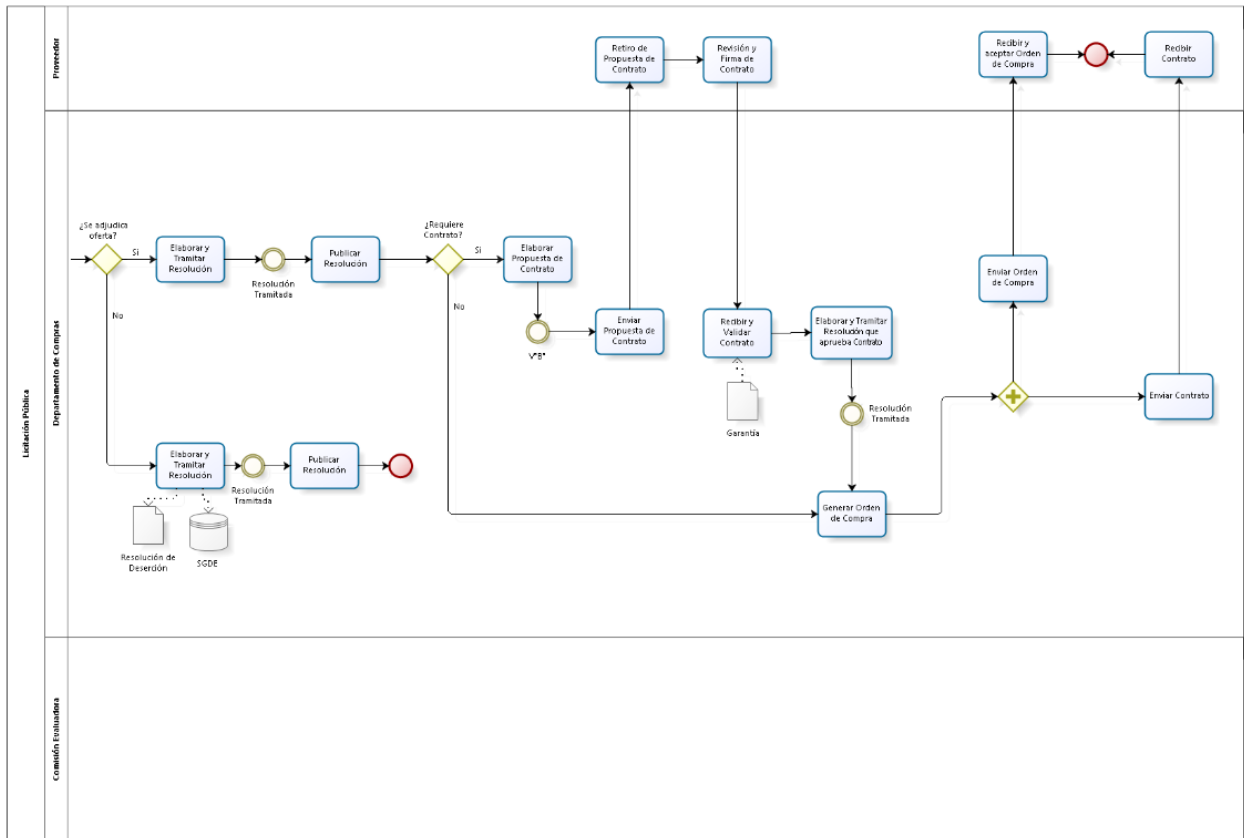 Licitación Pública
Proveedor
Retiro de
Propuesta de
Contrato
Revisión y
Firma de
Contrato
Recibir y
aceptar Orden
de Compra
Recibir
Contrato
Departamento de Compras
¿Se adjudica
oferta?
Si
Elaborar y
Tramitar
Resolución
Resolución
Tramitada
Publicar
Resolución
¿Requiere
Contrato?
Si
Elaborar
Propuesta de
Contrato
Enviar Orden
de Compra
No
No
V°B°
Enviar
Propuesta de
Contrato
Recibir y
Validar
Contrato
Elaborar y Tramitar
Resolución que
aprueba Contrato
Garantía
Resolución
Tramitada
Enviar Contrato
Elaborar y
Tramitar
Resolución
Resolución
Tramitada
Publicar
Resolución
Generar Orden
de Compra
Resolución de
Deserción
SGDE
Comisión Evaluadora